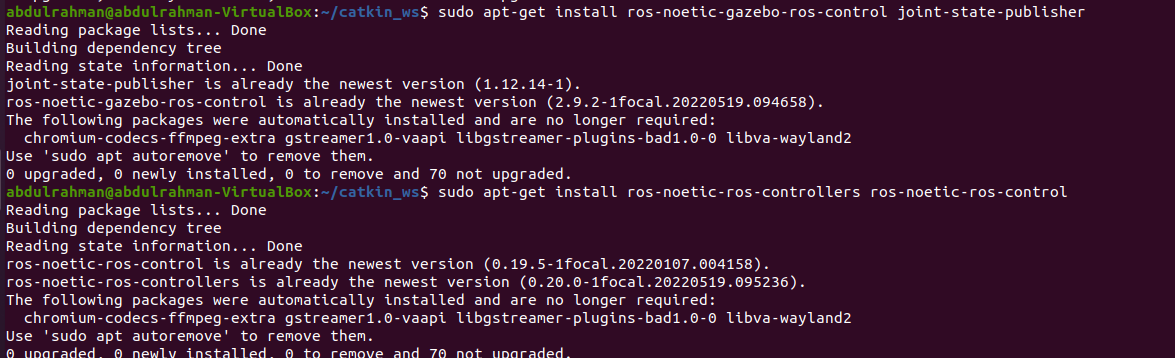 abdulrahman@abdulrahman-VirtualBox:~/catkin_ws$ sudo apt-get install ros-noetic-gazebo-ros-control joint-state-publisher
Reading package lists... Done
Building dependency tree
Reading state information... Done
joint-state-publisher is already the newest version (1.12.14-1).
ros-noetic-gazebo-ros-control is already the newest version (2.9.2-1focal.20220519.094658).
The following packages were automatically installed and are no longer required:
  chromium-codecs-ffmpeg-extra gstreamer1.0-vaapi libgstreamer-plugins-bad1.0-0 libva-wayland2
Use 'sudo apt autoremove' to remove them.
0 upgraded, 0 newly installed, 0 to remove and 70 not upgraded.
abdulrahman@abdulrahman-VirtualBox:~/catkin_ws$ sudo apt-get install ros-noetic-ros-controllers ros-noetic-ros-control
Reading package lists... Done
Building dependency tree
Reading state information... Done
ros-noetic-ros-control is already the newest version (0.19.5-1focal.20220107.004158).
ros-noetic-ros-controllers is already the newest version (0.20.0-1focal.20220519.095236).
The following packages were automatically installed and are no longer required:
  chromium-codecs-ffmpeg-extra gstreamer1.0-vaapi libgstreamer-plugins-bad1.0-0 libva-wayland2
Use 'sudo apt autoremove' to remove them.
0 upgraded, 0 newly installed, 0 to remove and 70 not upgraded.